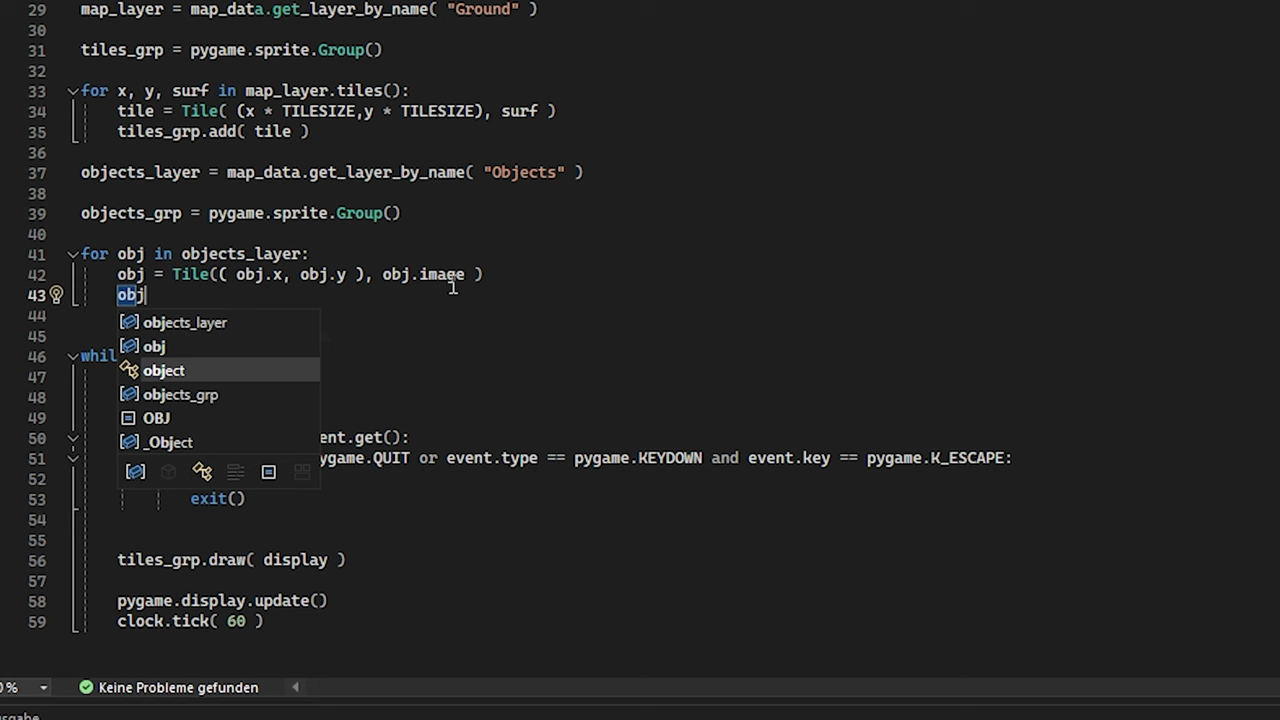 29 map_layer = map_data.get_layer_by_name( "Ground" )
30
31 tiles_grp = pygame.sprite.Group()
32
33 for x, y, surf in map_layer.tiles():
34 tile = Tile( (x * TILESIZE,y * TILESIZE), surf )
35 tiles_grp.add( tile )
36
37 objects_layer = map_data.get_layer_by_name( "Objects" )
38
39 objects_grp = pygame.sprite.Group()
40
41 for obj in objects_layer:
42 obj = Tile(( obj.x, obj.y ), obj.image )
43 obj
44
objects_layer
45
obj
46 whil
47
object
48
objects_grp
49
OBJ
50 ent.get():
_Object
51 ygame.QUIT or event.type == pygame.KEYDOWN and event.key == pygame.K_ESCAPE:
52
53 exit()
54
55
56 tiles_grp.draw( display )
57
58 pygame.display.update()
59 clock.tick( 60 )
0 %
Keine Probleme gefunden
usgabe